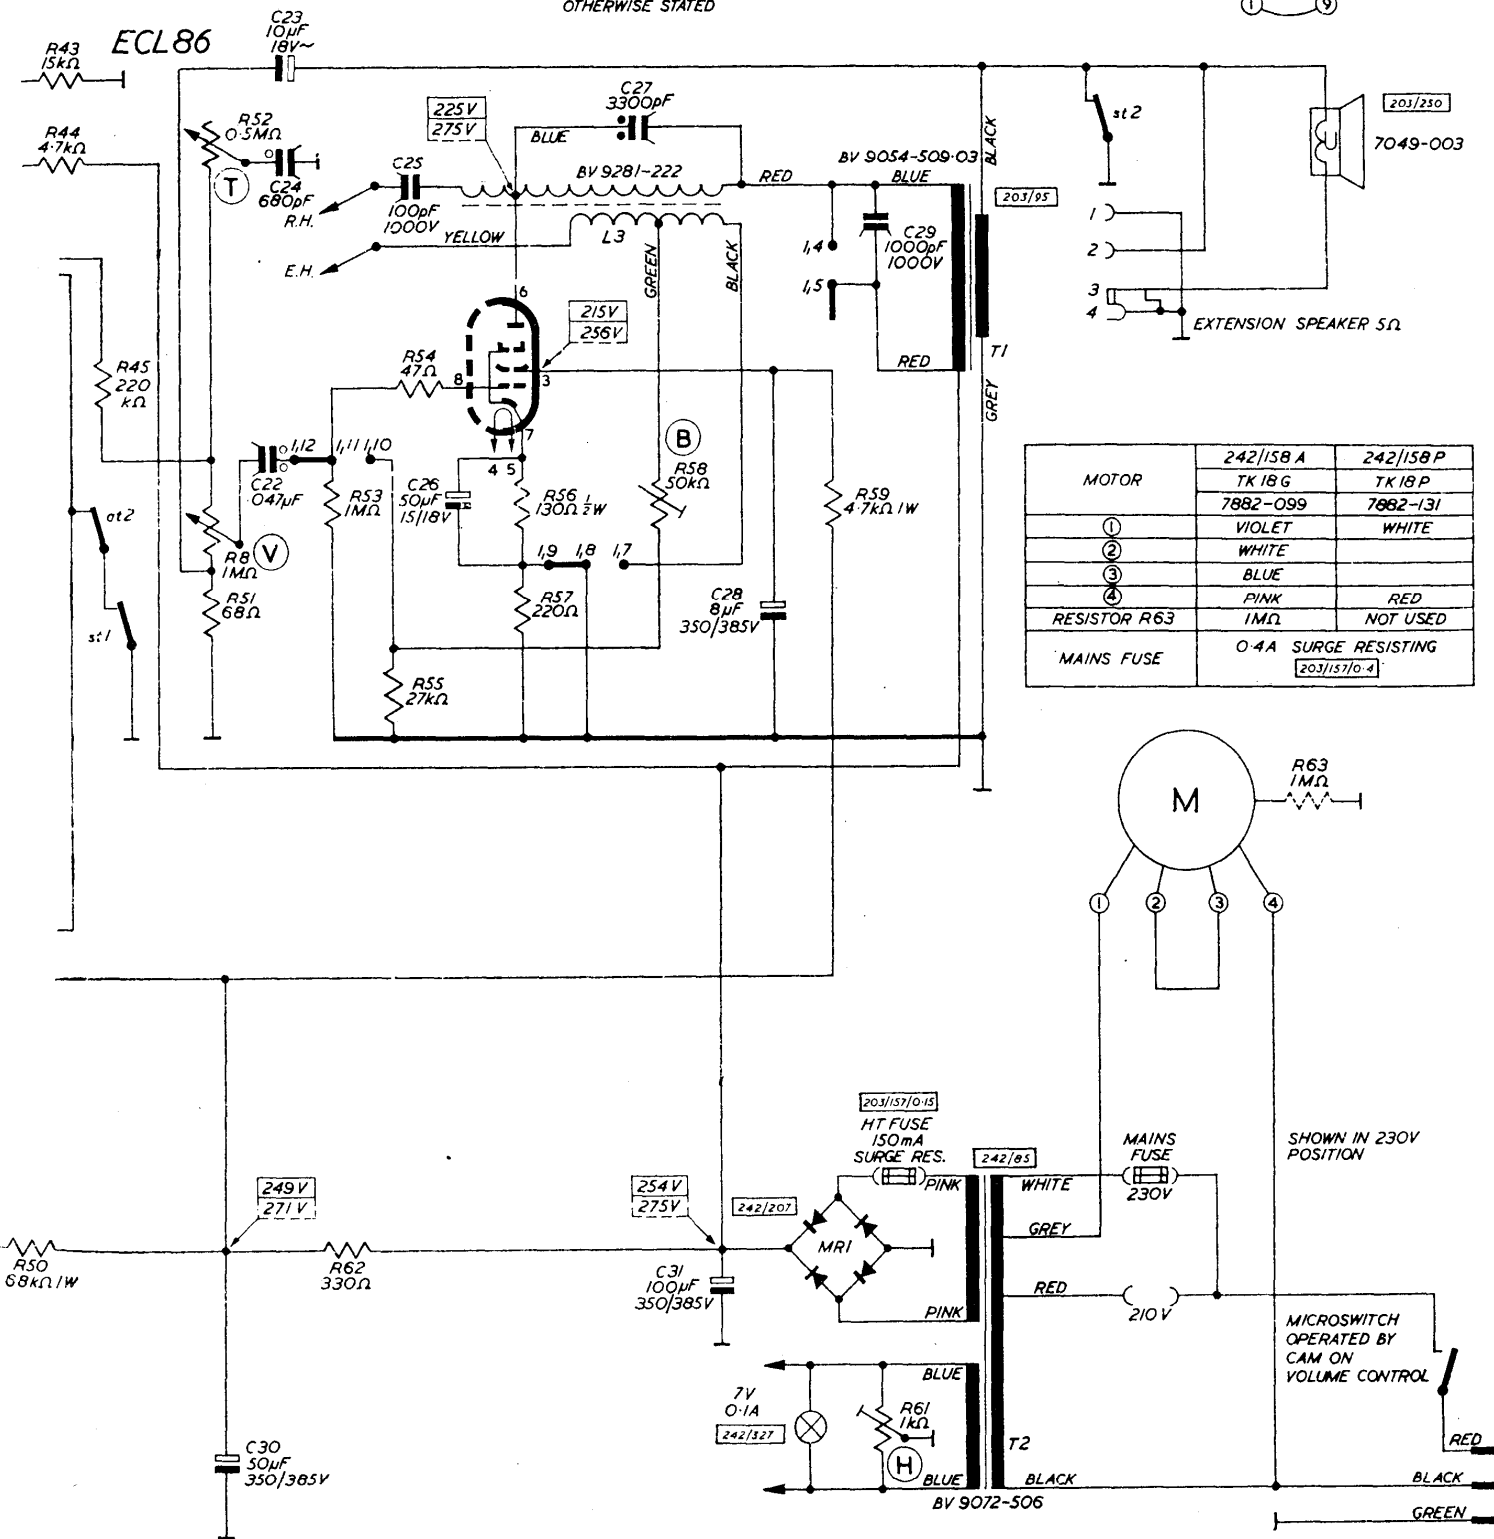 OTHERWISE STATED
1 9
ECL86
C23
10µF
18V~
R43
15kΩ
R44
4.7kΩ
R52
0.5MΩ
T
C24
680pF
225V
275V
C27
3300pF
BLUE
C25
100pF
1000V
R.H.
E.H.
YELLOW
BV 9281-222
L3
GREEN
BLACK
RED
BV 9054-509-03
BLUE
BLACK
C29
1000pF
1000V
1,4
1,5
RED
203/95
T1
GREY
st2
1
2
3
4
EXTENSION SPEAKER 5Ω
203/250
7049-003
6
215V
256V
R54
47Ω
8
3
7
4 5
R45
220
kΩ
C22
.047µF
1,12
1,11
1,10
R53
1MΩ
C26
50µF
15/18V
R56 ½
130Ω W
B
R58
50kΩ
R59
4.7kΩ 1W
at2
st1
R8
1MΩ
V
R51
68Ω
1,9
1,8
1,7
R57
220Ω
C28
8µF
350/385V
R55
27kΩ
MOTOR
242/158 A
242/158 P
TK 18 G
TK 18 P
7882-099
7882-131
1 VIOLET WHITE
2 WHITE
3 BLUE
4 PINK RED
RESISTOR R63 1MΩ NOT USED
MAINS FUSE
0.4A SURGE RESISTING
203/157/0.4
M
R63
1MΩ
1 2 3 4
203/157/0.15
HT FUSE
150mA
SURGE RES.
242/85
MAINS
FUSE
230V
SHOWN IN 230V
POSITION
249V
271V
254V
275V
242/207
PINK
WHITE
GREY
MR1
R50
68kΩ 1W
R62
330Ω
C31
100µF
350/385V
PINK
RED
210V
MICROSWITCH
OPERATED BY
CAM ON
VOLUME CONTROL
BLUE
7V
0.1A
242/327
R61
1kΩ
H
BLUE
T2
BLACK
BV 9072-506
C30
50µF
350/385V
RED
BLACK
GREEN